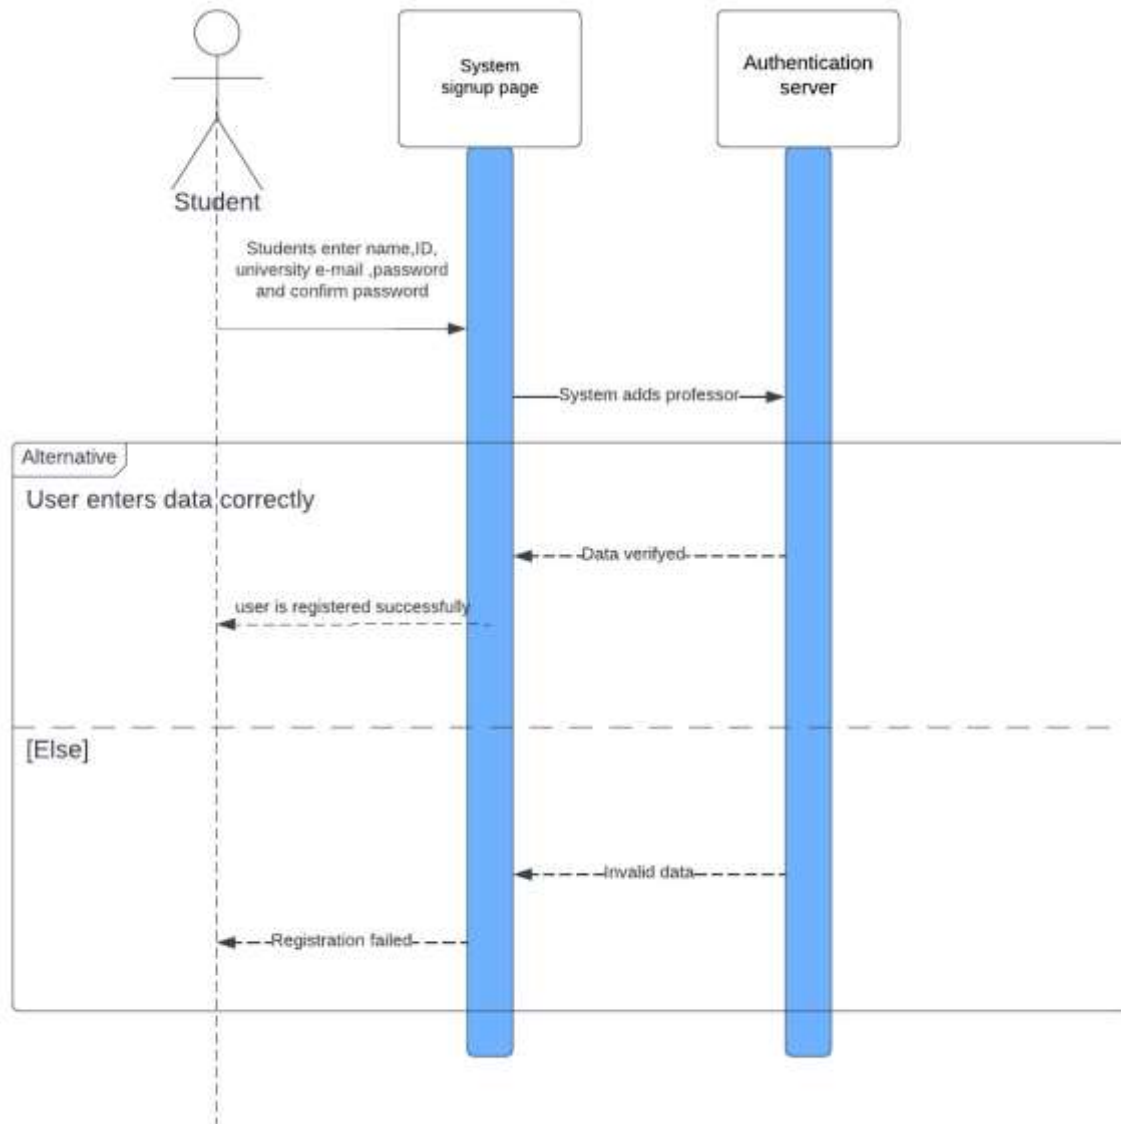 System
signup page
Authentication
server
Student
Students enter name,ID,
university e-mail ,password
and confirm password
System adds professor
Alternative
User enters data correctly
Data verifyed
user is registered successfully
[Else]
Invalid data
Registration failed